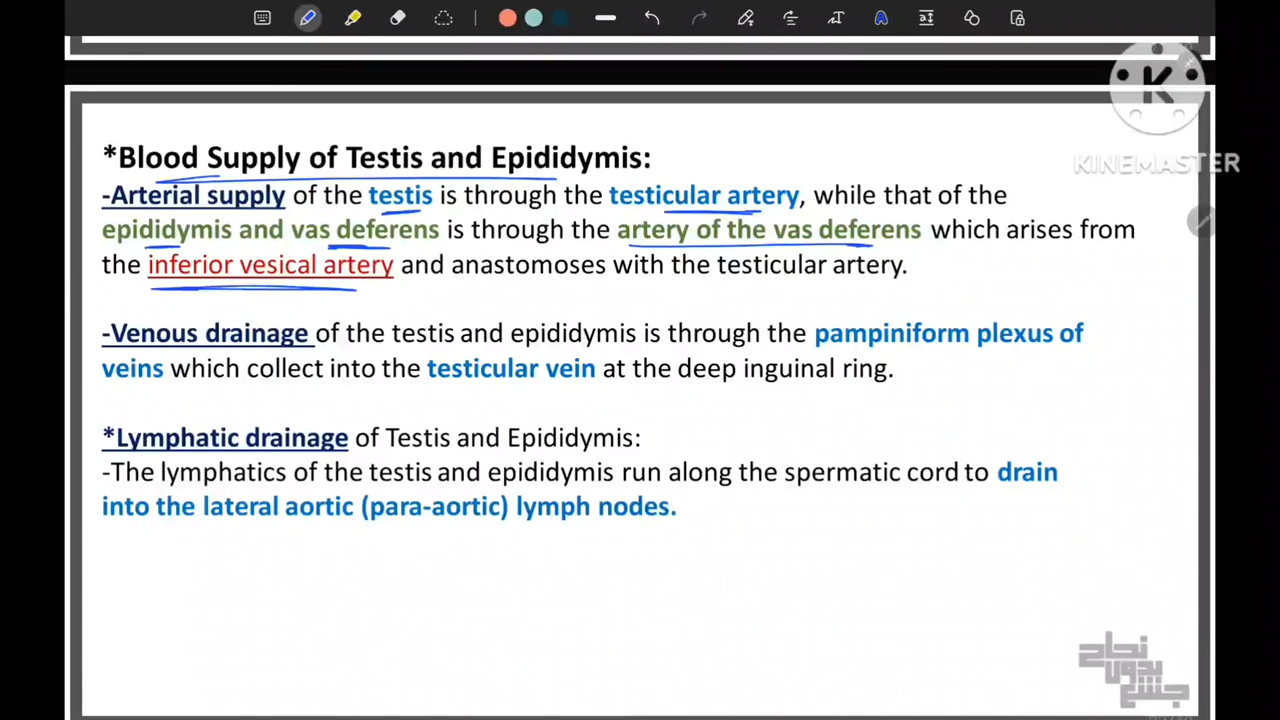 K
KINEMASTER
*Blood Supply of Testis and Epididymis:
-Arterial supply of the testis is through the testicular artery, while that of the
epididymis and vas deferens is through the artery of the vas deferens which arises from
the inferior vesical artery and anastomoses with the testicular artery.
-Venous drainage of the testis and epididymis is through the pampiniform plexus of
veins which collect into the testicular vein at the deep inguinal ring.
*Lymphatic drainage of Testis and Epididymis:
-The lymphatics of the testis and epididymis run along the spermatic cord to drain
into the lateral aortic (para-aortic) lymph nodes.
نجاح
بدون
جشع